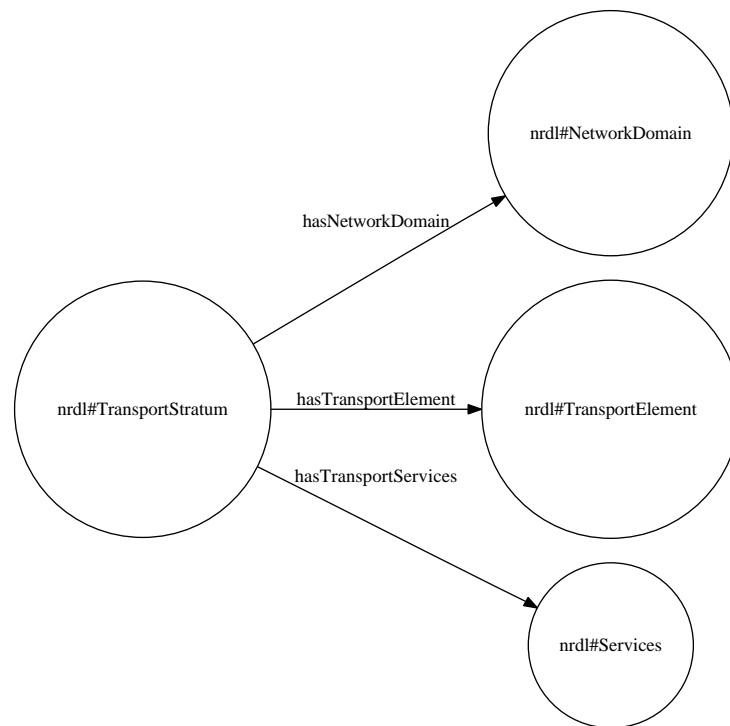 nrdl#NetworkDomain
hasNetworkDomain
nrdl#TransportStratum
hasTransportElement
nrdl#TransportElement
hasTransportServices
nrdl#Services